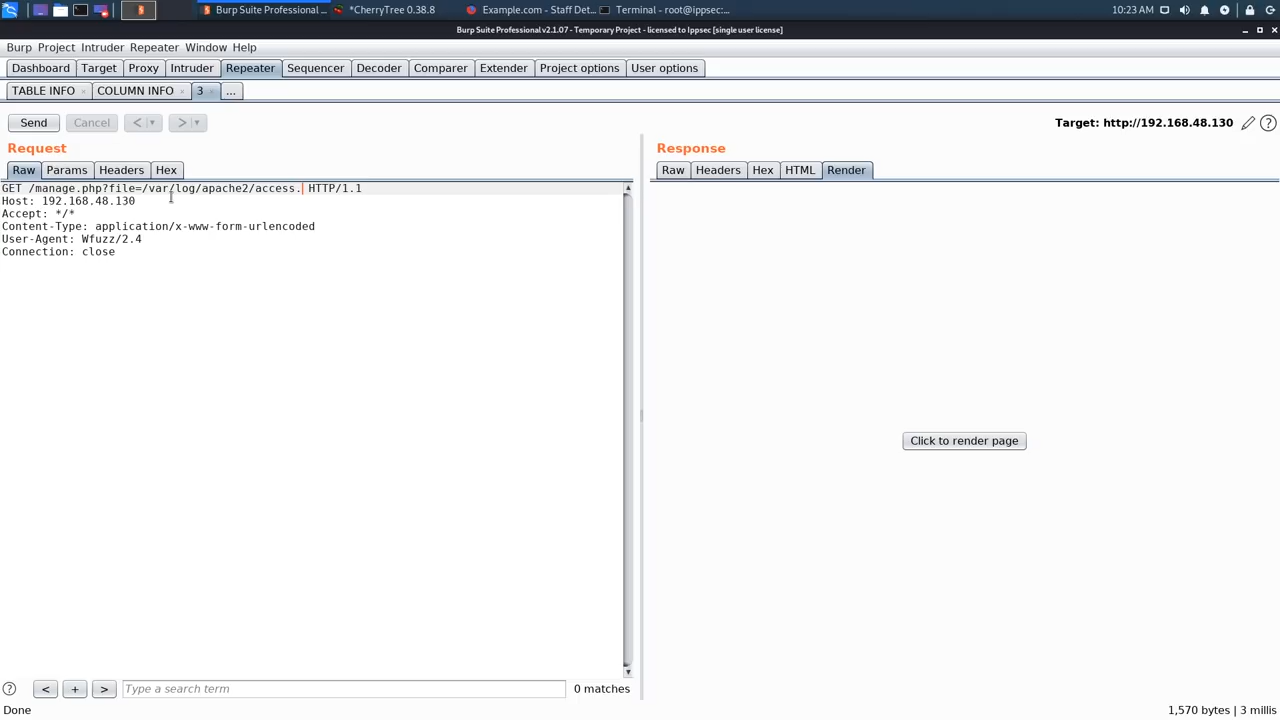 Burp Suite Professional ...
*CherryTree 0.38.8
Example.com - Staff Det...
Terminal - root@ippsec:...
10:23 AM
Burp Suite Professional v2.1.07 - Temporary Project - licensed to Ippsec [single user license]
Burp Project Intruder Repeater Window Help
Dashboard Target Proxy Intruder Repeater Sequencer Decoder Comparer Extender Project options User options
TABLE INFO × COLUMN INFO × 3 × ...
Send Cancel < ▾ > ▾
Target: http://192.168.48.130 ?
Request
Raw Params Headers Hex
GET /manage.php?file=/var/log/apache2/access. HTTP/1.1
Host: 192.168.48.130
Accept: */*
Content-Type: application/x-www-form-urlencoded
User-Agent: Wfuzz/2.4
Connection: close
Response
Raw Headers Hex HTML Render
Click to render page
? < + > Type a search term 0 matches
Done
1,570 bytes | 3 millis